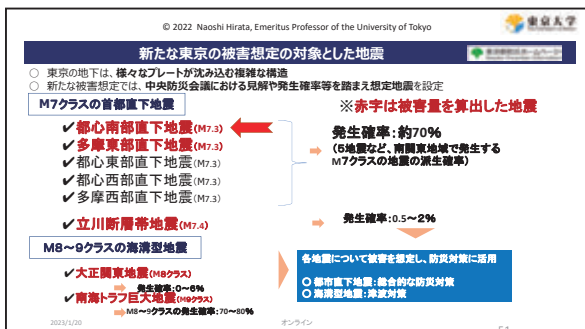 © 2022 Naoshi Hirata, Emeritus Professor of the University of Tokyo
東京大学
新たな東京の被害想定の対象とした地震
東京都防災ホームページ
○ 東京の地下は、様々なプレートが沈み込む複雑な構造
○ 新たな被害想定では、中央防災会議における見解や発生確率等を踏まえ想定地震を設定
M7クラスの首都直下地震
※赤字は被害量を算出した地震
✔都心南部直下地震(M7.3)
✔多摩東部直下地震(M7.3)
✔都心東部直下地震(M7.3)
✔都心西部直下地震(M7.3)
✔多摩西部直下地震(M7.3)
発生確率：約70%
(5地震など、南関東地域で発生する
M7クラスの地震の派生確率)
✔立川断層帯地震(M7.4)
発生確率：0.5～2%
M8～9クラスの海溝型地震
✔大正関東地震(M8クラス)
発生確率：0～6%
✔南海トラフ巨大地震(M9クラス)
M8～9クラスの発生確率：70～80%
各地震について被害を想定し、防災対策に活用
○ 都市直下地震：総合的な防災対策
○ 海溝型地震：津波対策
2023/1/20
オンライン